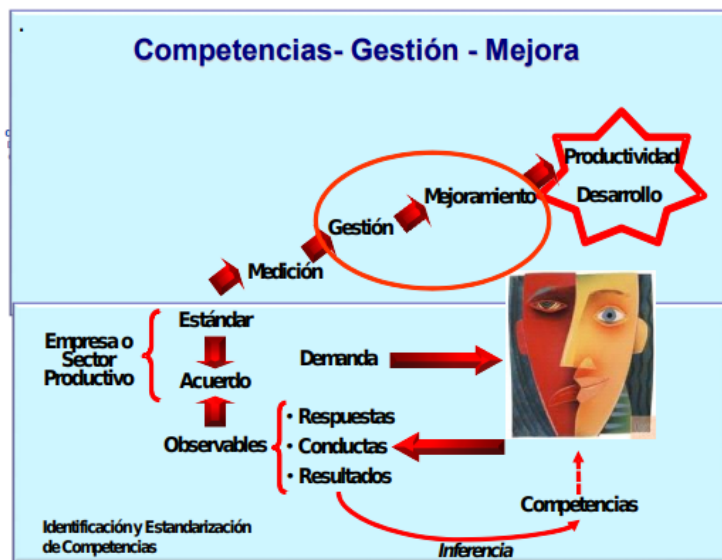 Competencias- Gestión - Mejora
Productividad
Desarrollo
Mejoramiento
Gestión
Medición
Estándar
Empresa o
Sector
Productivo
Acuerdo
Demanda
Observables
• Respuestas
• Conductas
• Resultados
Competencias
Identificación y Estandarización
de Competencias
Inferencia